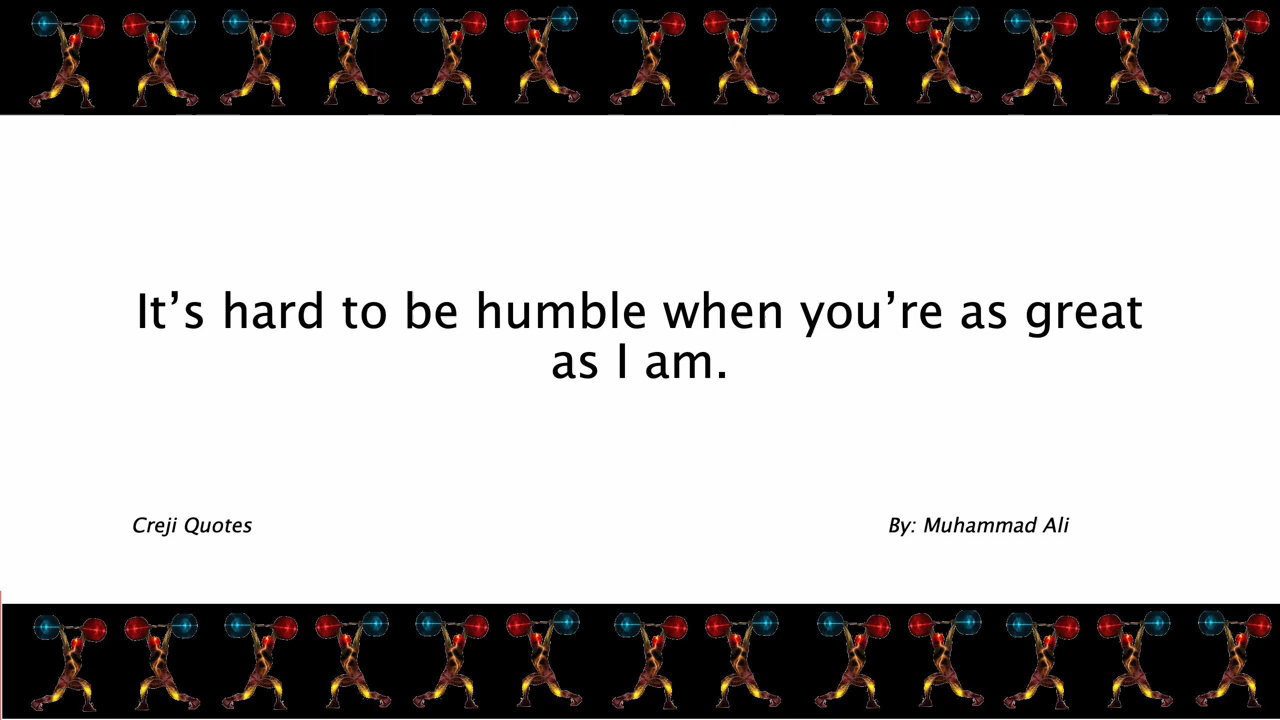 It’s hard to be humble when you’re as great
as I am.
Creji Quotes
By: Muhammad Ali